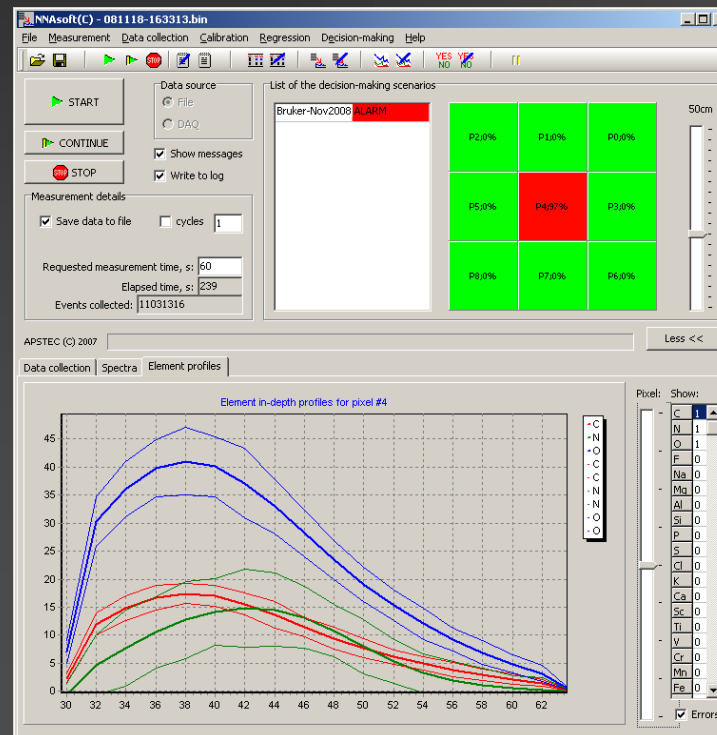 NNAsoft(C) - 081118-163313.bin
File Measurement Data collection Calibration Regression Decision-making Help
STOP
YES NO
YES NO
START
CONTINUE
STOP
STOP
Data source
File
DAQ
Show messages
Write to log
Measurement details
Save data to file
cycles
1
Requested measurement time, s: 60
Elapsed time, s: 239
Events collected: 11031316
List of the decision-making scenarios
Bruker-Nov2008 ALARM
P2;0% P1;0% P0;0%
P5;0% P4;97% P3;0%
P8;0% P7;0% P6;0%
50cm
APSTEC (C) 2007
Less <<
Data collection Spectra Element profiles
Element in-depth profiles for pixel #4
45
40
35
30
25
20
15
10
5
0
30 32 34 36 38 40 42 44 46 48 50 52 54 56 58 60 62
C
N
O
C
C
N
N
O
O
Pixel: Show:
C 1
N 1
O 1
F 0
Na 0
Mg 0
Al 0
Si 0
P 0
S 0
Cl 0
K 0
Ca 0
Sc 0
Ti 0
V 0
Cr 0
Mn 0
Fe 0
Errors